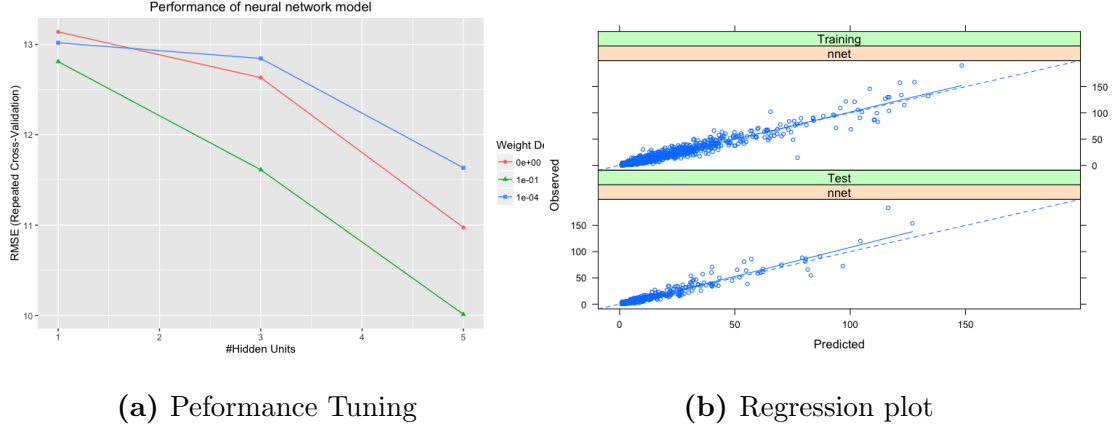 Performance of neural network model
RMSE (Repeated Cross-Validation)
13
12
11
10
1
2
3
4
5
#Hidden Units
Weight De
0e+00
1e-01
1e-04
Training
nnet
150
100
50
0
Observed
Test
nnet
150
100
50
0
0
50
100
150
Predicted
(a) Peformance Tuning
(b) Regression plot